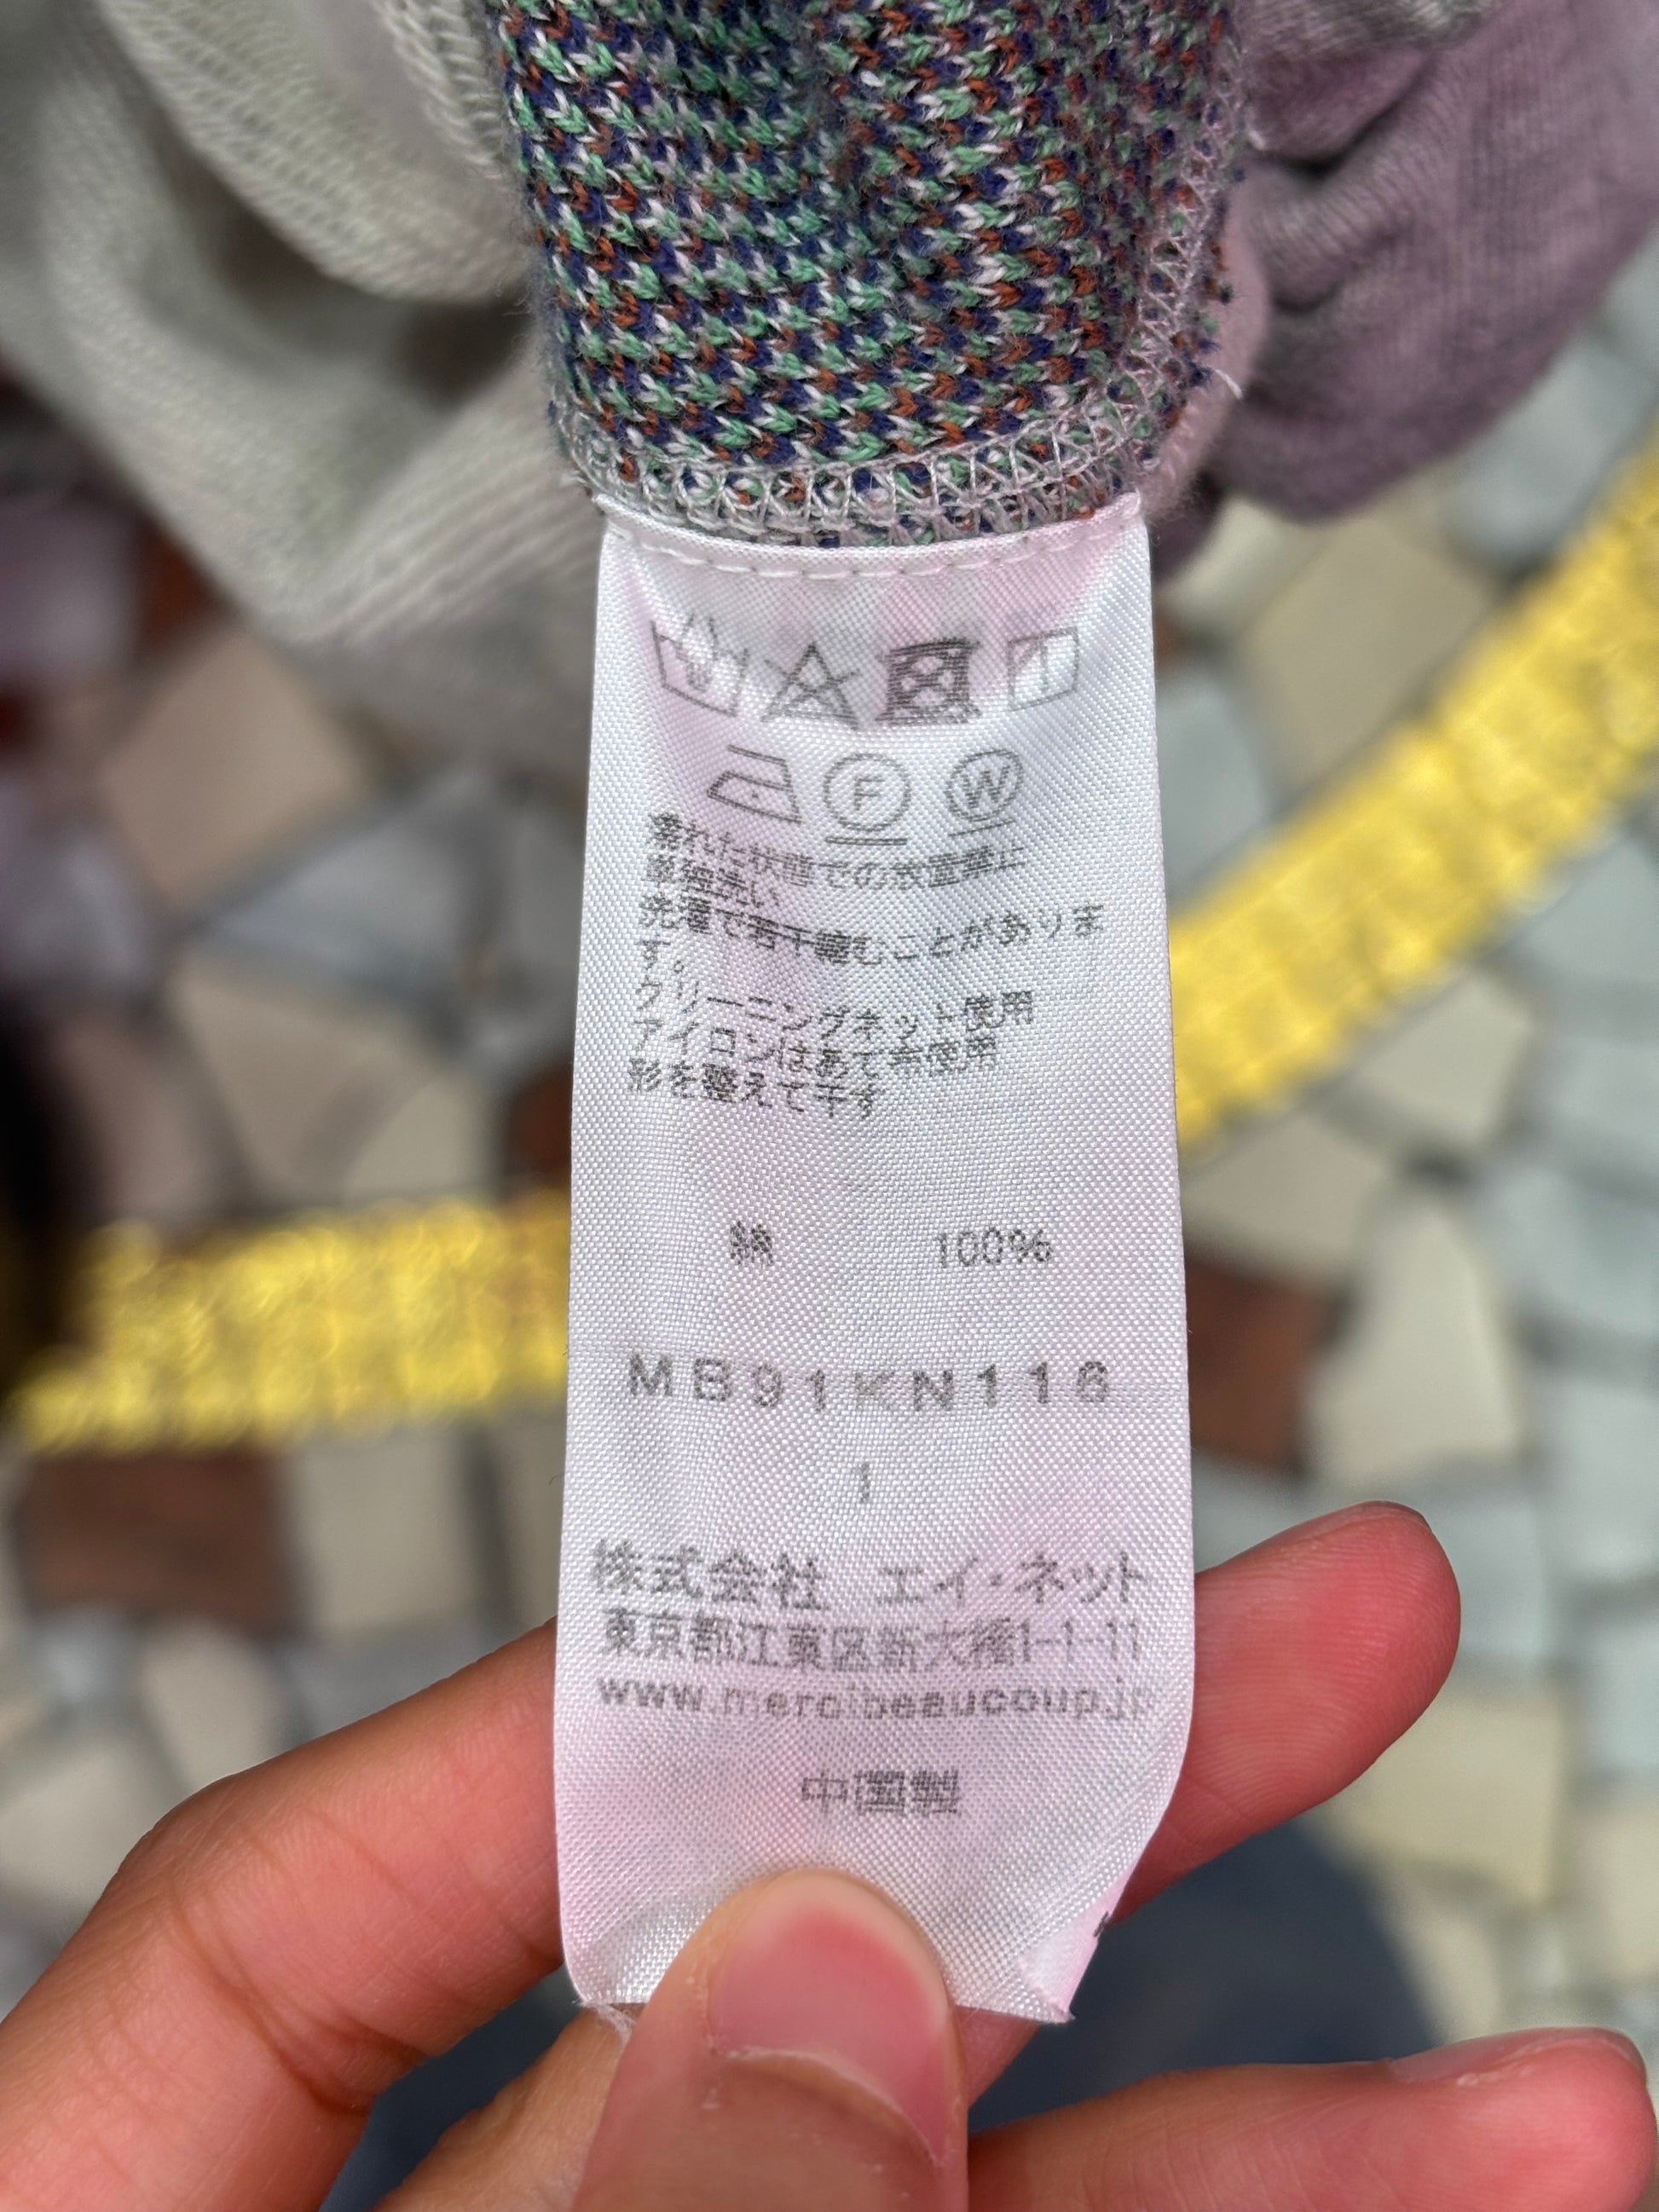 F W
濡れたかさでの放置禁止
単独洗い
洗濯で若干縮むことがありま
す。
クリーニングネット使用
アイロンはあて布使用
形を整えて干す
綿 100%
MB91KN116
1
株式会社 エイ・ネット
東京都江東区新大橋1-1-11
www.mercibeaucoup.jp
中国製